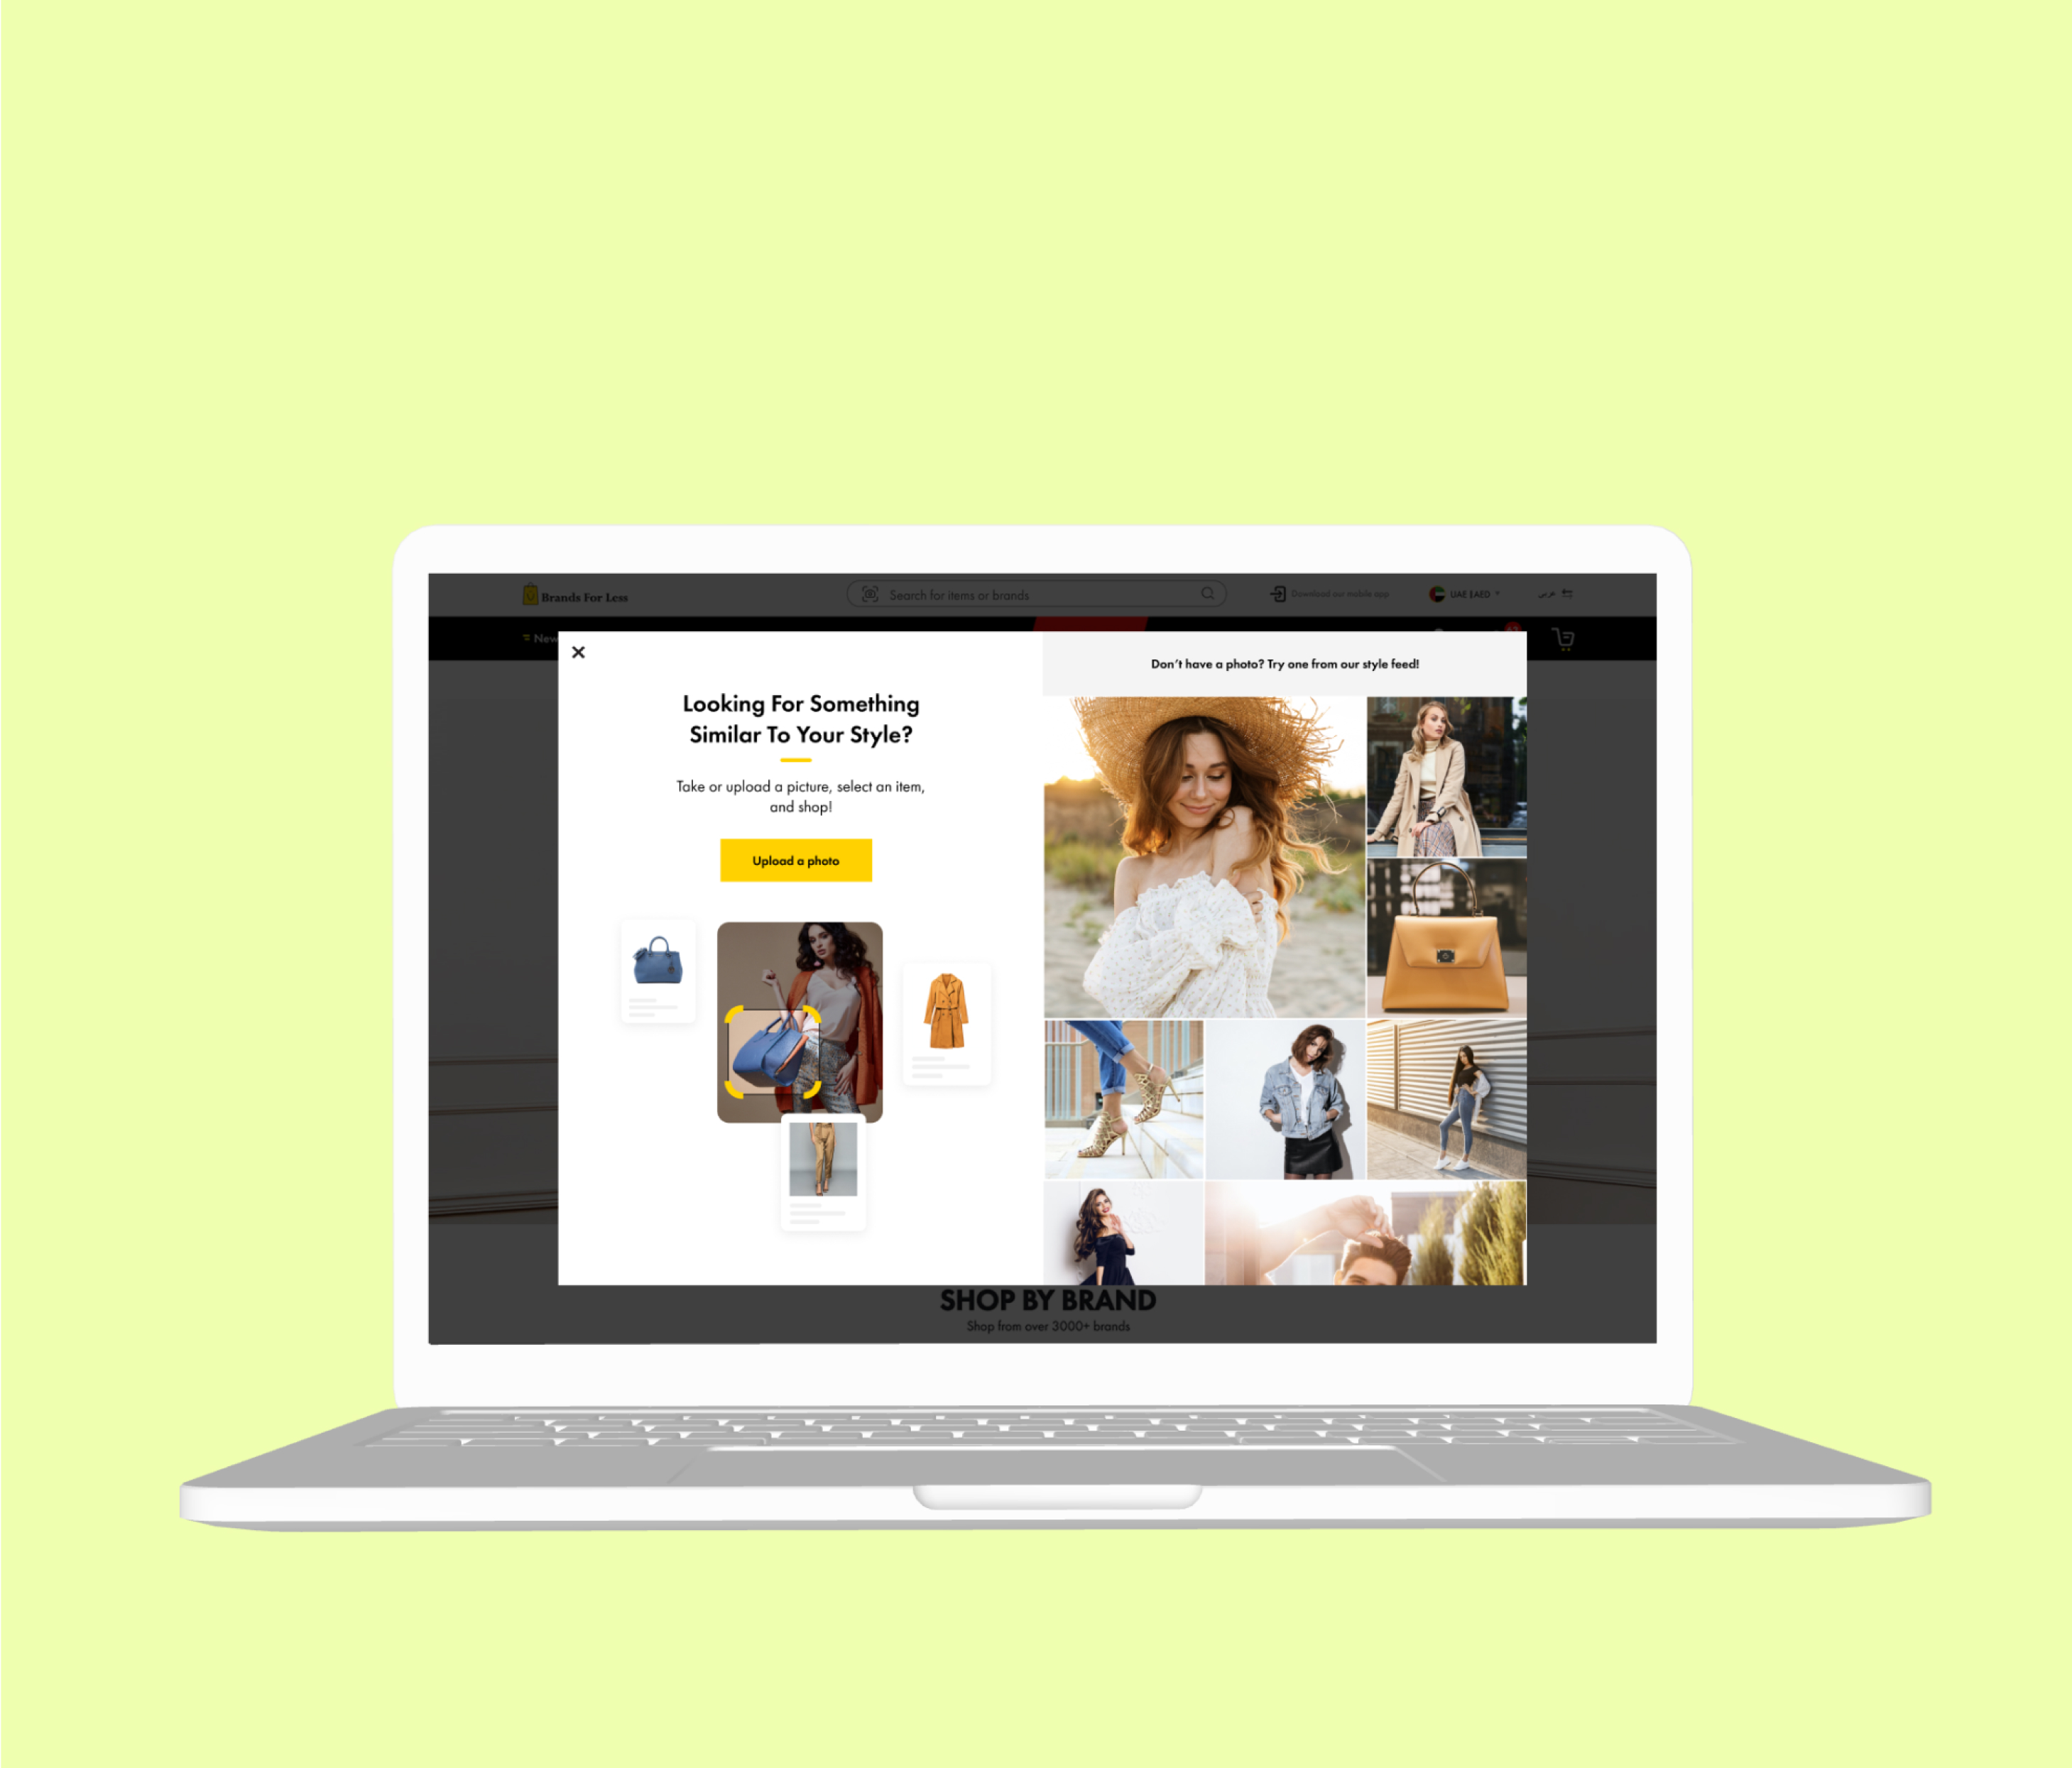 Brands For Less
Search for items or brands
Download our mobile app
UAE
عربي
New
Don't have a photo? Try one from our style feed!
Looking For Something
Similar To Your Style?
Take or upload a picture, select an item,
and shop!
Upload a photo
SHOP BY BRAND
Shop from over 3000+ brands